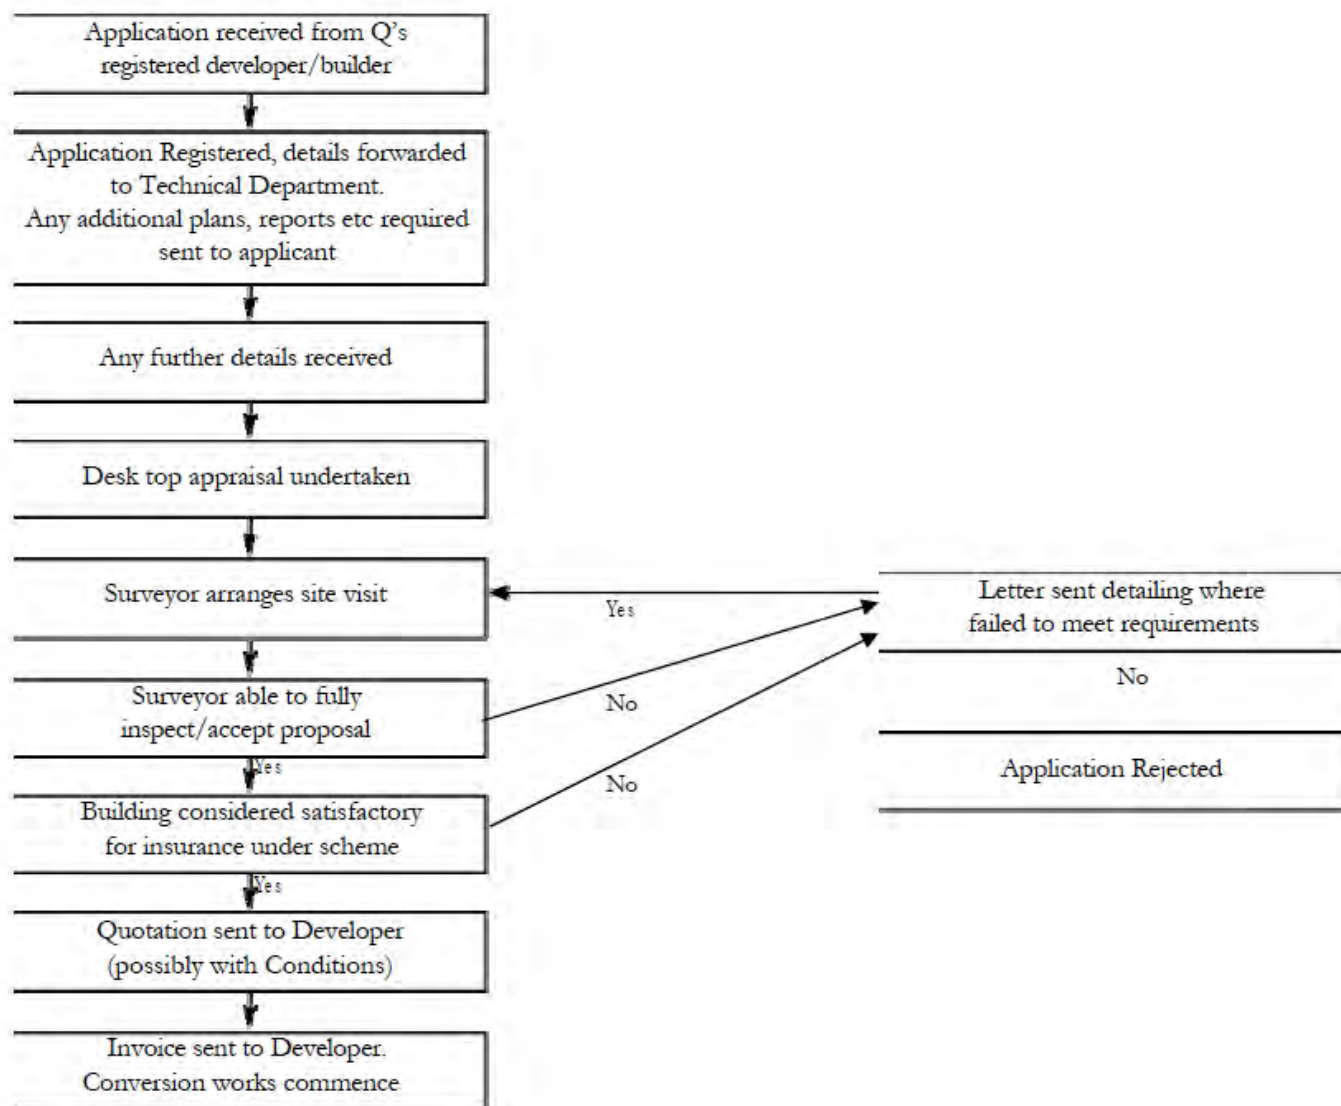 Application received from Q’s
registered developer/builder
Application Registered, details forwarded
to Technical Department.
Any additional plans, reports etc required
sent to applicant
Any further details received
Desk top appraisal undertaken
Surveyor arranges site visit
Yes
Letter sent detailing where
failed to meet requirements
Surveyor able to fully
inspect/accept proposal
No
No
Yes
Application Rejected
No
Building considered satisfactory
for insurance under scheme
Yes
Quotation sent to Developer
(possibly with Conditions)
Invoice sent to Developer.
Conversion works commence